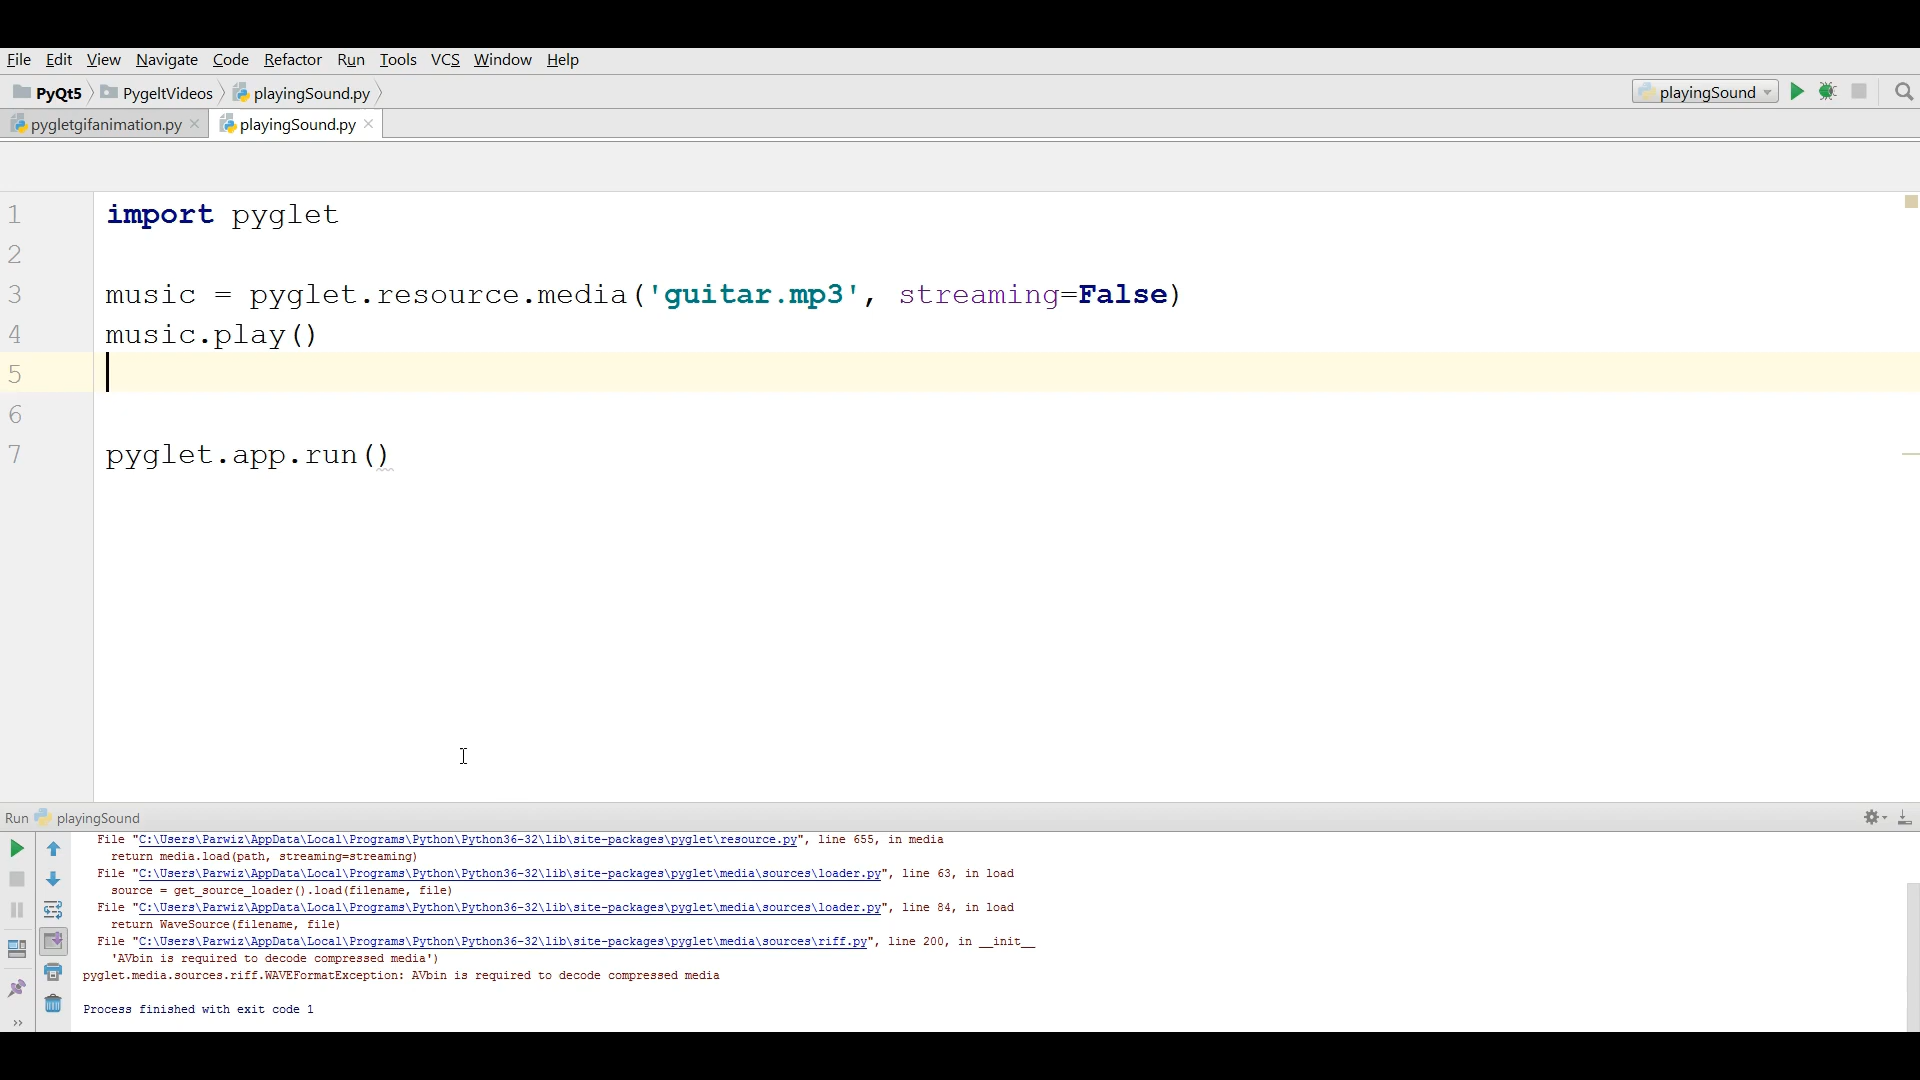 File Edit View Navigate Code Refactor Run Tools VCS Window Help
PyQt5 PygeltVideos playingSound.py playingSound
pygletgifanimation.py playingSound.py
1 import pyglet
2
3 music = pyglet.resource.media('guitar.mp3', streaming=False)
4 music.play()
5
6
7 pyglet.app.run()
Run playingSound
File "C:\Users\Parwiz\AppData\Local\Programs\Python\Python36-32\lib\site-packages\pyglet\resource.py", line 655, in media
return media.load(path, streaming=streaming)
File "C:\Users\Parwiz\AppData\Local\Programs\Python\Python36-32\lib\site-packages\pyglet\media\sources\loader.py", line 63, in load
source = get_source_loader().load(filename, file)
File "C:\Users\Parwiz\AppData\Local\Programs\Python\Python36-32\lib\site-packages\pyglet\media\sources\loader.py", line 84, in load
return WaveSource(filename, file)
File "C:\Users\Parwiz\AppData\Local\Programs\Python\Python36-32\lib\site-packages\pyglet\media\sources\riff.py", line 200, in __init__
'AVbin is required to decode compressed media')
pyglet.media.sources.riff.WAVEFormatException: AVbin is required to decode compressed media
Process finished with exit code 1